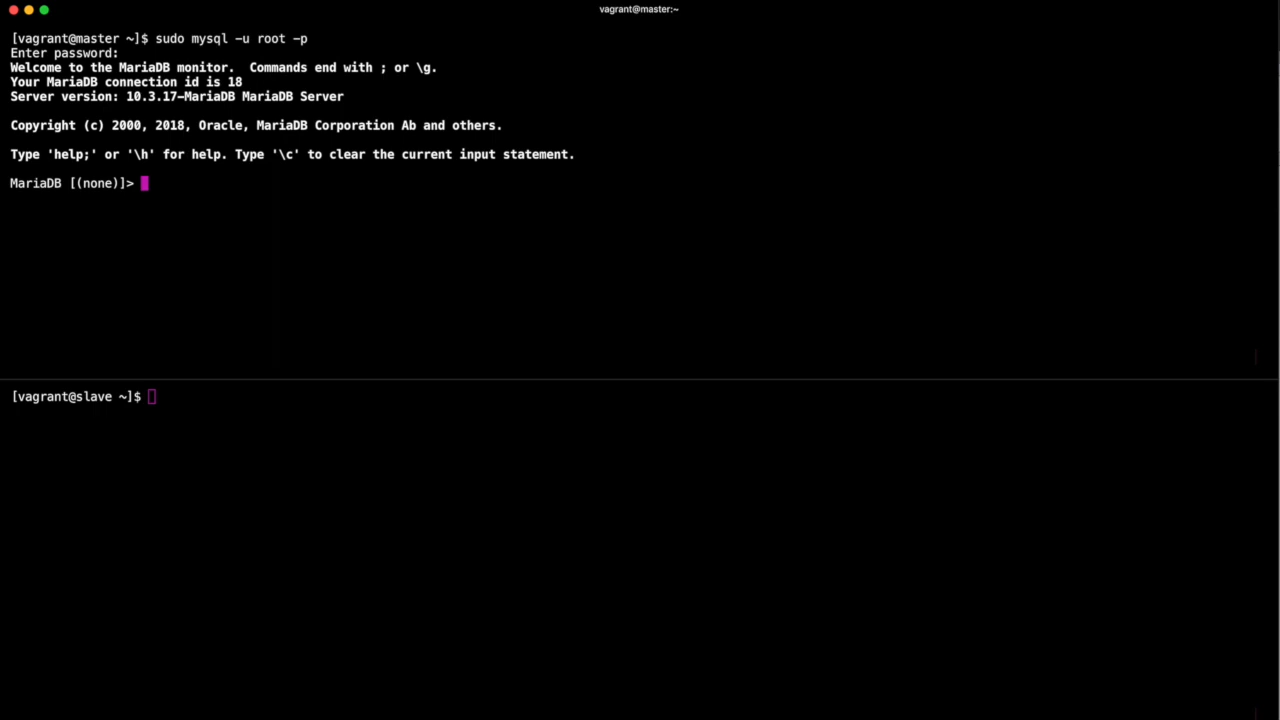 vagrant@master:~
[vagrant@master ~]$ sudo mysql -u root -p
Enter password:
Welcome to the MariaDB monitor.  Commands end with ; or \g.
Your MariaDB connection id is 18
Server version: 10.3.17-MariaDB MariaDB Server
Copyright (c) 2000, 2018, Oracle, MariaDB Corporation Ab and others.
Type 'help;' or '\h' for help. Type '\c' to clear the current input statement.
MariaDB [(none)]>
[vagrant@slave ~]$